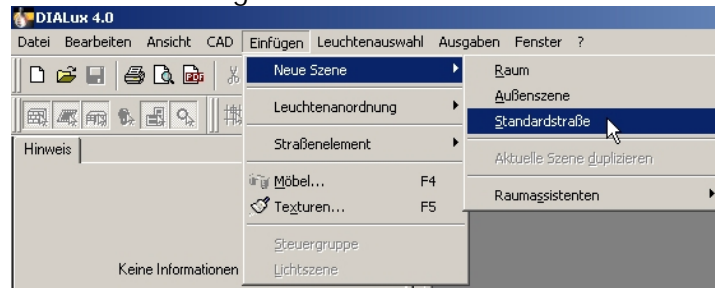 DIALux 4.0
Datei Bearbeiten Ansicht CAD Einfügen Leuchtenauswahl Ausgaben Fenster ?
Neue Szene
Raum
Außenszene
Leuchtenanordnung
Standardstraße
Hinweis
Straßenelement
Aktuelle Szene duplizieren
Möbel... F4
Raumassistenten
Texturen... F5
Steuergruppe
Keine Informationen
Lichtszene